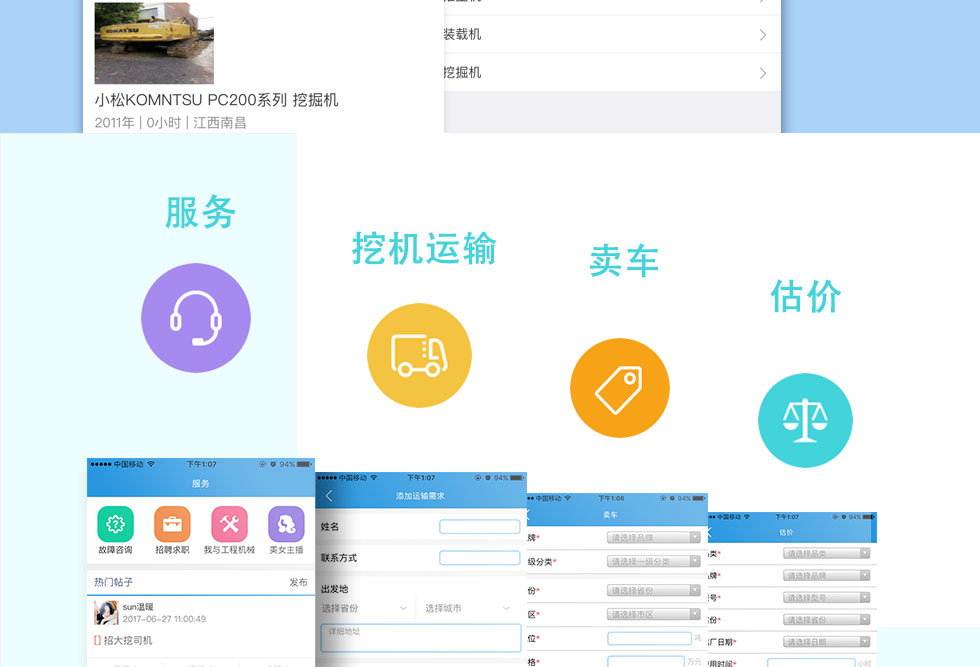 装载机
挖掘机
KOMATSU
小松KOMNTSU PC200系列 挖掘机
2011年 | 0小时 | 江西南昌
服务
挖机运输
卖车
估价
中国移动 下午1:07 94%
服务
故障咨询 招聘求职 我与工程机械 美女主播
热门帖子 发布
sun温暖
2017-06-27 11:00:49
[] 招大挖司机
中国移动 下午1:07 94%
添加运输需求
姓名
联系方式
出发地
选择省份 选择城市
详细地址
中国移动 下午1:06 94%
卖车
牌* 请选择品牌
级分类* 请选择一级分类
份* 请选择省份
区* 请选择市区
位* 吨
格* 万元
中国移动 下午1:07 94%
估价
类* 请选择品类
牌* 请选择品牌
号* 请选择型号
份* 请选择省份
厂日期* 请选择日期
用时间* 小时